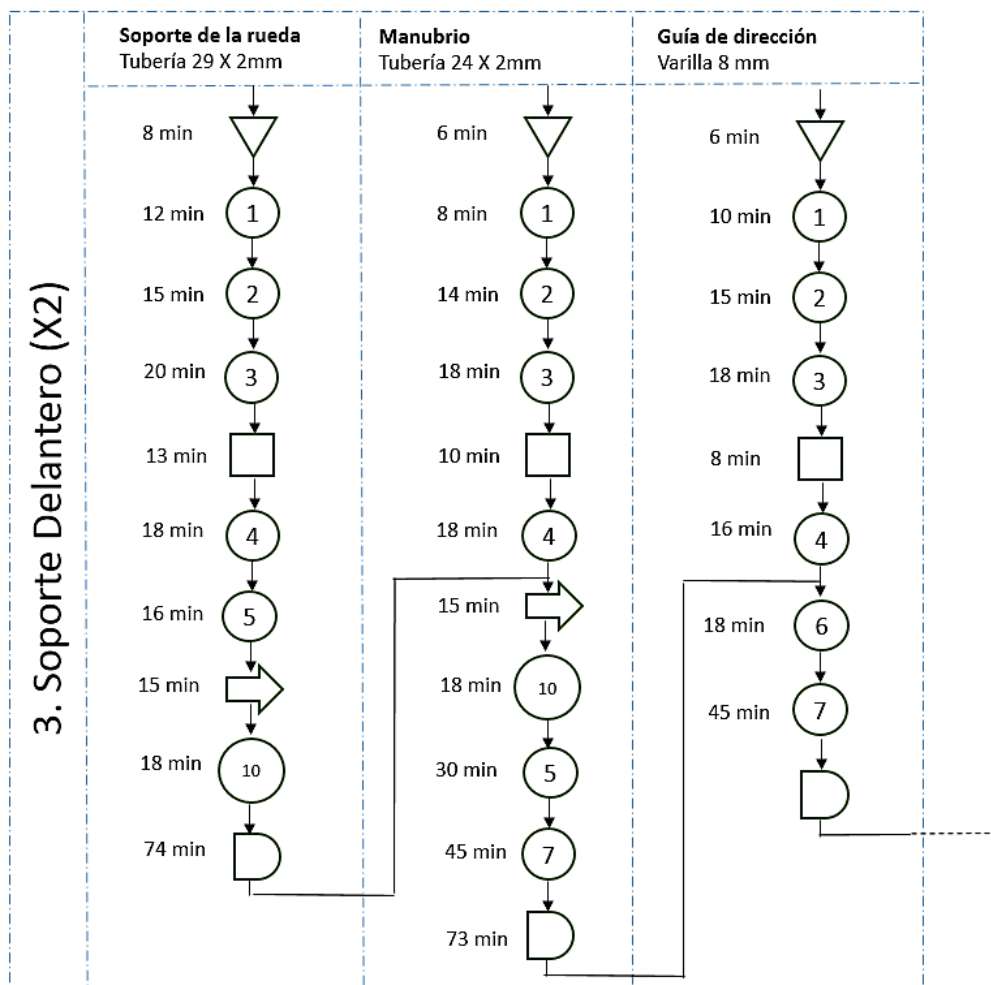 3. Soporte Delantero (X2)
Soporte de la rueda
Tubería 29 X 2mm
8 min
12 min
1
15 min
2
20 min
3
13 min
18 min
4
16 min
5
15 min
18 min
10
74 min
Manubrio
Tubería 24 X 2mm
6 min
8 min
1
14 min
2
18 min
3
10 min
18 min
4
15 min
18 min
10
30 min
5
45 min
7
73 min
Guía de dirección
Varilla 8 mm
6 min
10 min
1
15 min
2
18 min
3
8 min
16 min
4
18 min
6
45 min
7